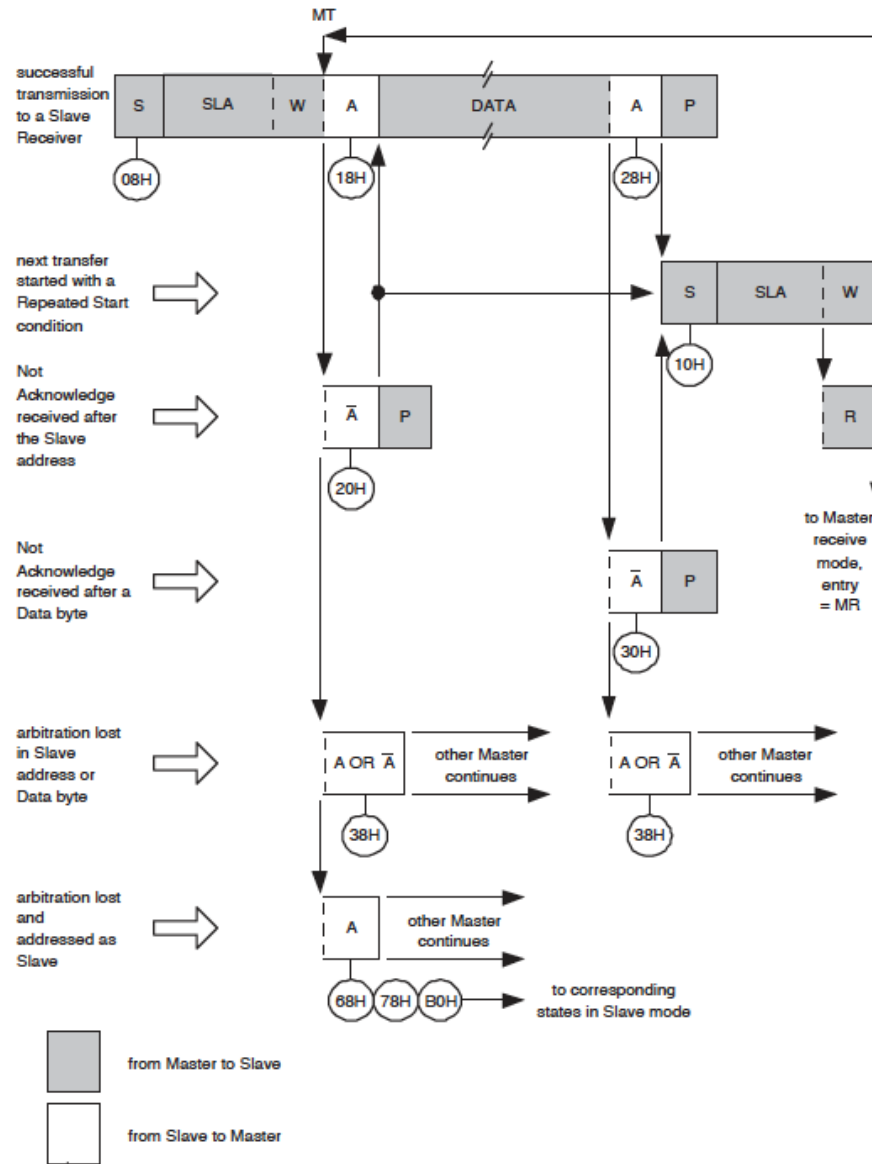 MT
successful
transmission
to a Slave
Receiver
S
SLA
W
A
DATA
A
P
08H
18H
28H
next transfer
started with a
Repeated Start
condition
S
SLA
W
10H
Not
Acknowledge
received after
the Slave
address
A̅
P
R
20H
to Master
receive
mode,
entry
= MR
Not
Acknowledge
received after a
Data byte
A̅
P
30H
arbitration lost
in Slave
address or
Data byte
A OR A̅
other Master
continues
A OR A̅
other Master
continues
38H
38H
arbitration lost
and
addressed as
Slave
A
other Master
continues
68H
78H
B0H
to corresponding
states in Slave mode
from Master to Slave
from Slave to Master